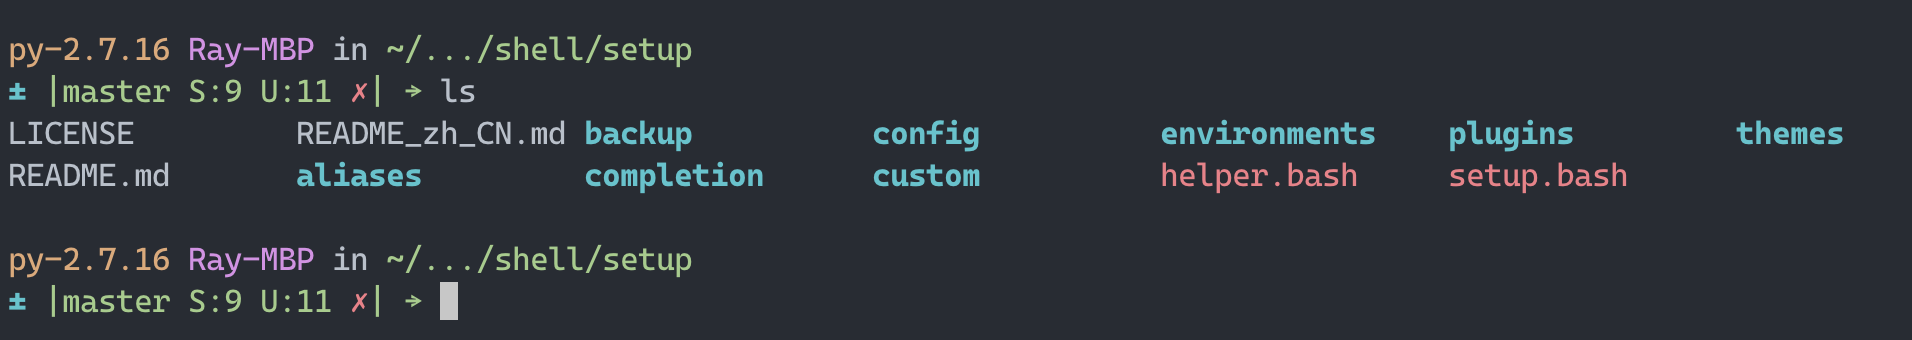 py-2.7.16 Ray-MBP in ~/.../shell/setup
± |master S:9 U:11 ✗| → ls
LICENSE README_zh_CN.md backup config environments plugins themes
README.md aliases completion custom helper.bash setup.bash
py-2.7.16 Ray-MBP in ~/.../shell/setup
± |master S:9 U:11 ✗| →